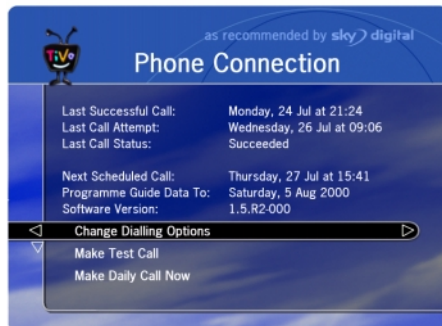 as recommended by sky digital
TiVo
Phone Connection
Last Successful Call: Monday, 24 Jul at 21:24
Last Call Attempt: Wednesday, 26 Jul at 09:06
Last Call Status: Succeeded
Next Scheduled Call: Thursday, 27 Jul at 15:41
Programme Guide Data To: Saturday, 5 Aug 2000
Software Version: 1.5.R2-000
Change Dialling Options
Make Test Call
Make Daily Call Now